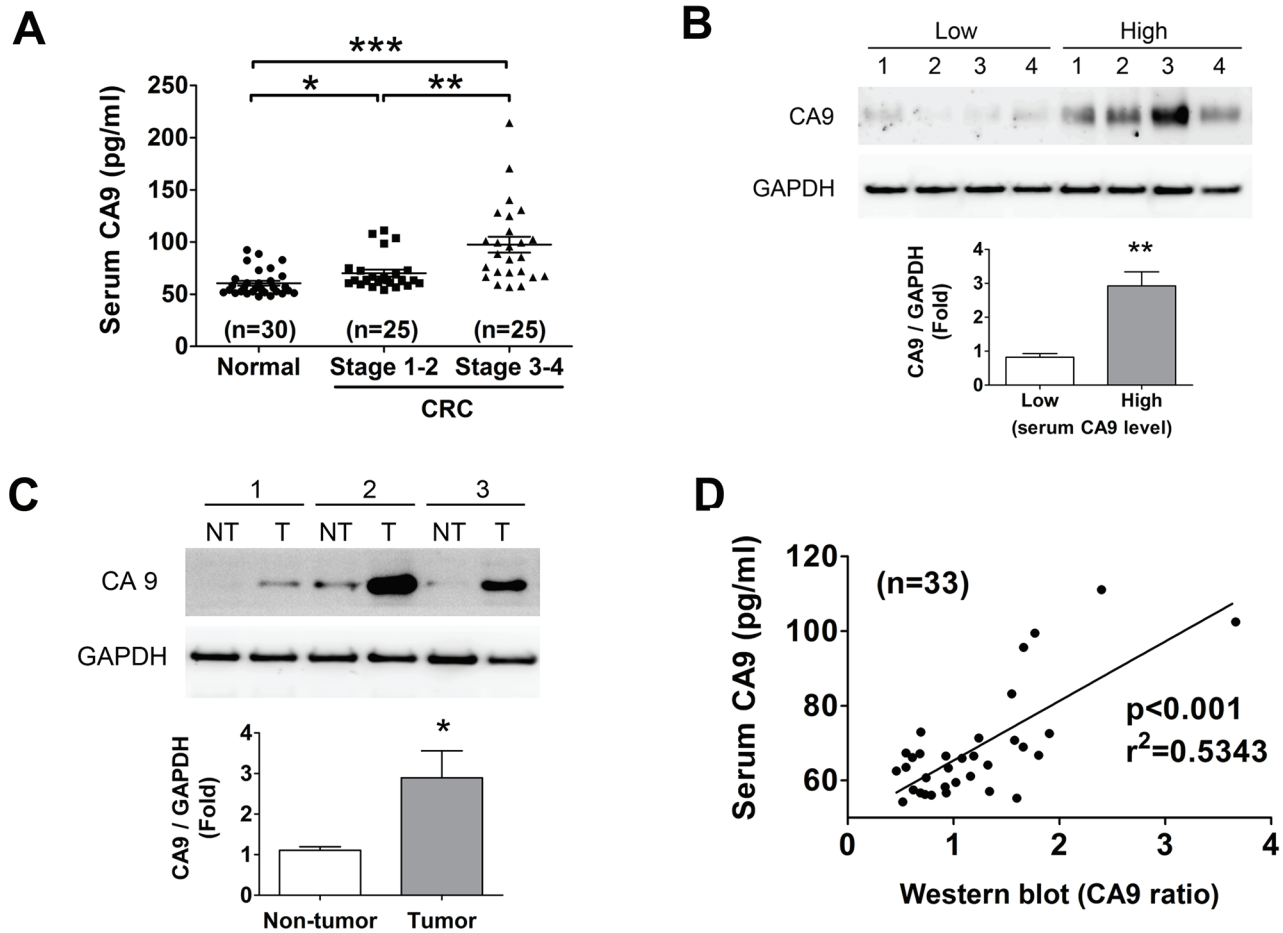 A
***
*
**
Serum CA9 (pg/ml)
250
200
150
100
50
0
(n=30)
(n=25)
(n=25)
Normal
Stage 1-2
Stage 3-4
CRC
B
Low
High
1 2 3 4 1 2 3 4
CA9
GAPDH
CA9 / GAPDH
(Fold)
4
3
2
1
0
**
Low
High
(serum CA9 level)
C
1 2 3
NT T NT T NT T
CA 9
GAPDH
CA9 / GAPDH
(Fold)
4
3
2
1
0
*
Non-tumor
Tumor
D
Serum CA9 (pg/ml)
120
100
80
60
(n=33)
p<0.001
r²=0.5343
0 1 2 3 4
Western blot (CA9 ratio)